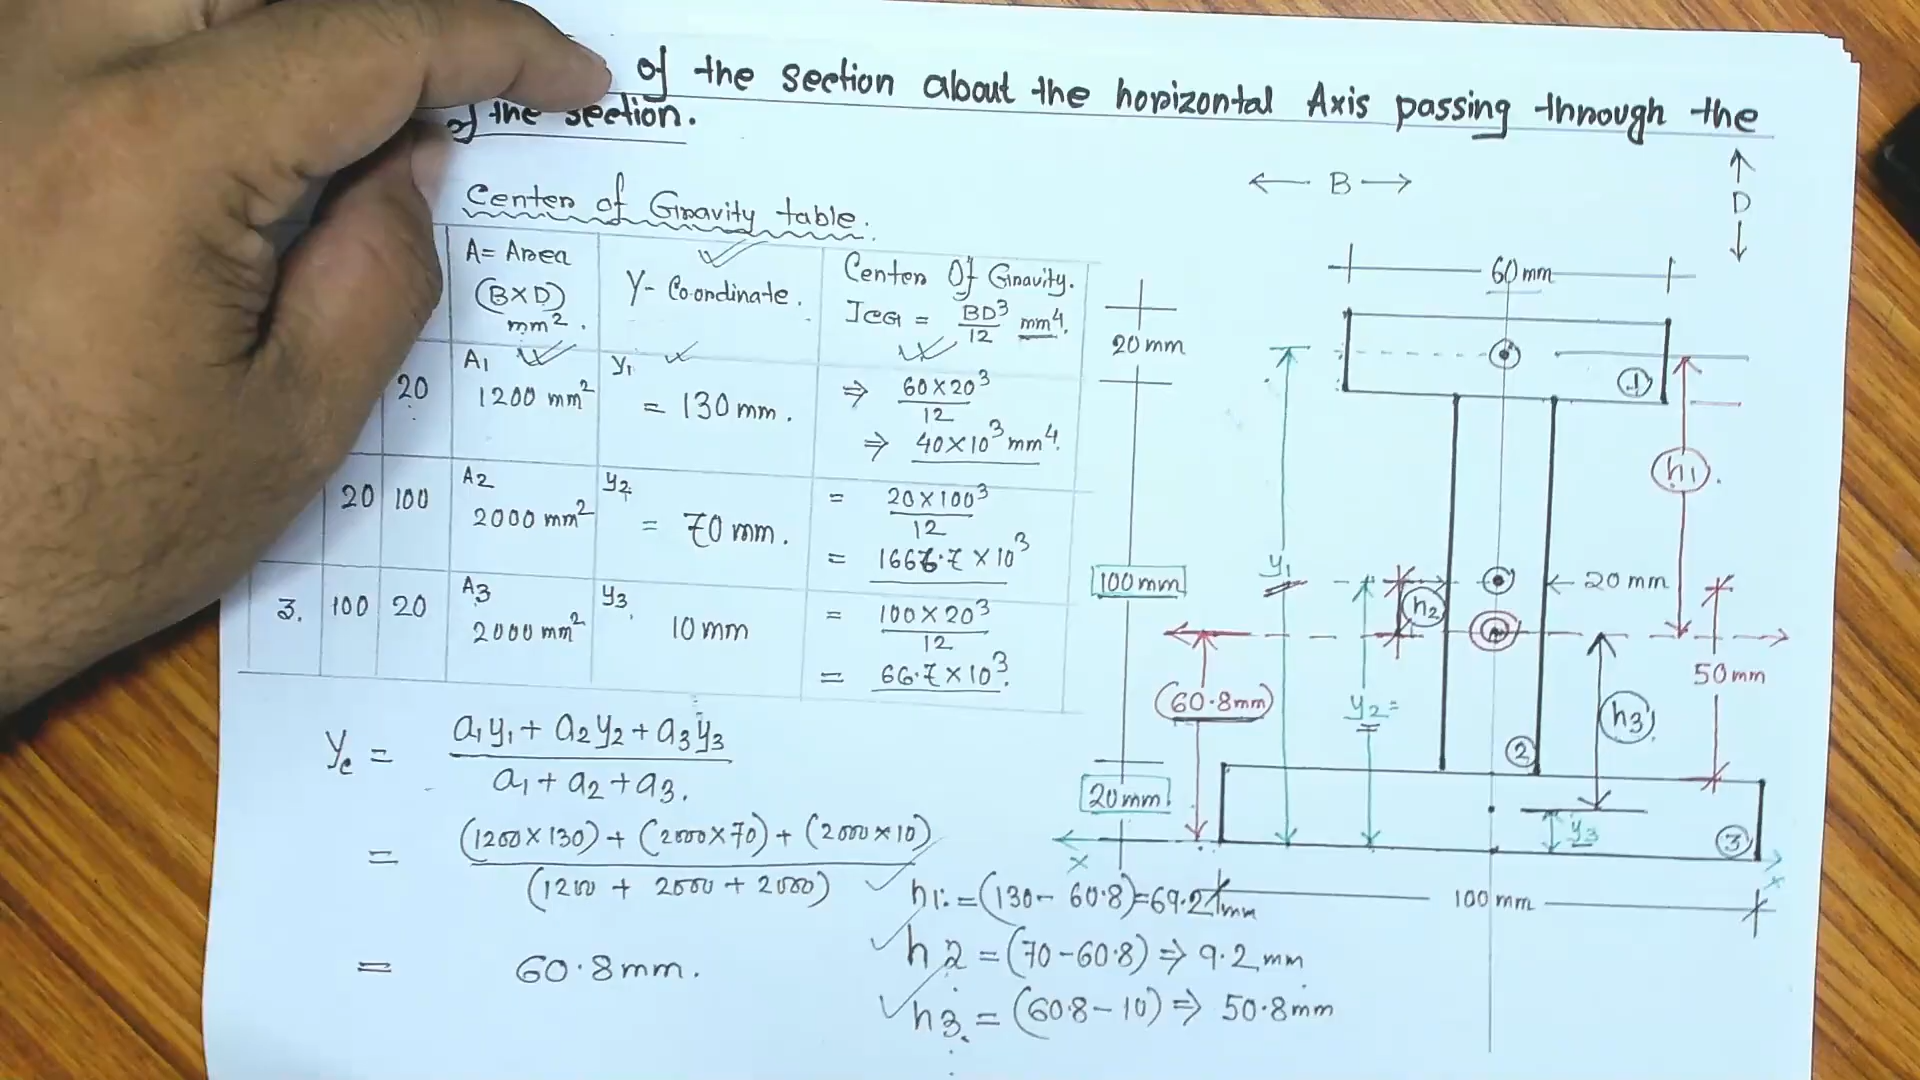 of the section about the horizontal Axis passing through the
of the section.
Center of Gravity table.
A= Area
(B×D)
mm².
Y- Co-ordinate.
Center Of Gravity.
ICG = BD³/12 mm⁴.
20
A1
1200 mm²
y1
= 130 mm.
⇒ 60×20³/12
⇒ 40×10³ mm⁴.
20 100
A2
2000 mm²
y2
= 70 mm.
= 20×100³/12
= 1666.7 × 10³
3. 100 20
A3
2000 mm²
y3.
10 mm
= 100×20³/12
= 66.7×10³.
Yc = a1y1 + a2y2 + a3y3 / a1 + a2 + a3.
= (1200×130) + (2000×70) + (2000×10) / (1200 + 2000 + 2000)
= 60.8mm.
h1. = (130 - 60.8) = 69.2 mm
h2 = (70-60.8) ⇒ 9.2 mm
h3. = (60.8-10) ⇒ 50.8mm
← B →
D
60 mm
20 mm
1
h1.
100 mm
y1
h2
20 mm
(60.8mm)
y2=
h3.
50 mm
2
20 mm
y3
3
x
x
100 mm